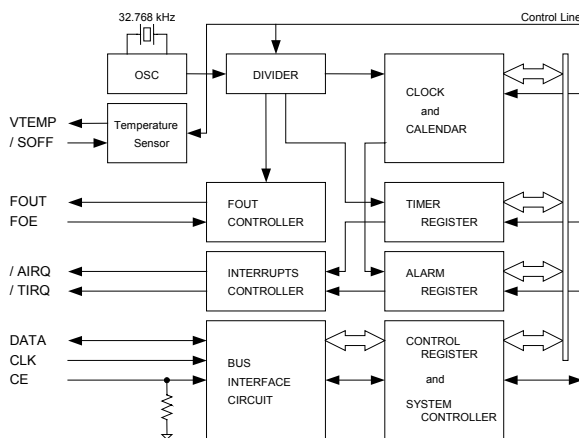 32.768 kHz
Control Line
OSC
DIVIDER
CLOCK
and
CALENDAR
VTEMP
/ SOFF
Temperature
Sensor
FOUT
FOE
FOUT
CONTROLLER
TIMER
REGISTER
/ AIRQ
/ TIRQ
INTERRUPTS
CONTROLLER
ALARM
REGISTER
DATA
CLK
CE
BUS
INTERFACE
CIRCUIT
CONTROL
REGISTER
and
SYSTEM
CONTROLLER